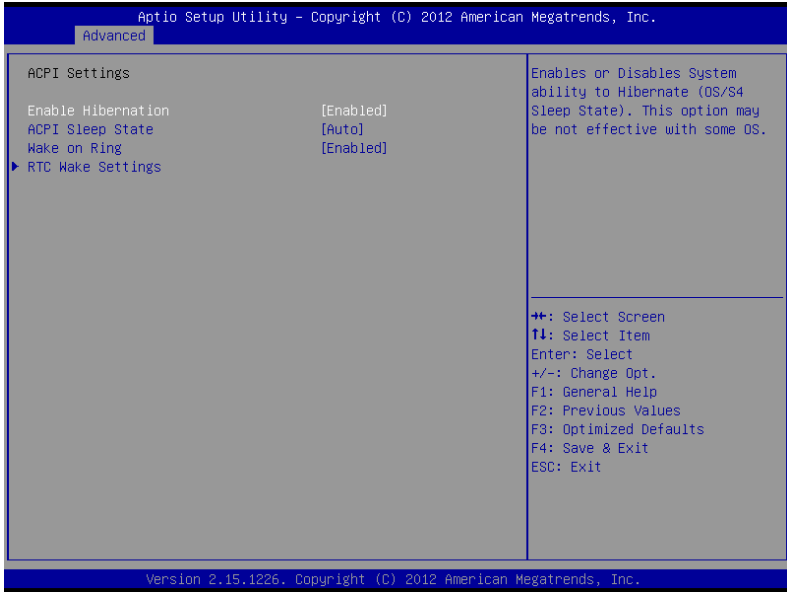 Aptio Setup Utility – Copyright (C) 2012 American Megatrends, Inc.
Advanced
ACPI Settings
Enable Hibernation [Enabled]
ACPI Sleep State [Auto]
Wake on Ring [Enabled]
▶ RTC Wake Settings
Enables or Disables System
ability to Hibernate (OS/S4
Sleep State). This option may
be not effective with some OS.
→←: Select Screen
↑↓: Select Item
Enter: Select
+/-: Change Opt.
F1: General Help
F2: Previous Values
F3: Optimized Defaults
F4: Save & Exit
ESC: Exit
Version 2.15.1226. Copyright (C) 2012 American Megatrends, Inc.